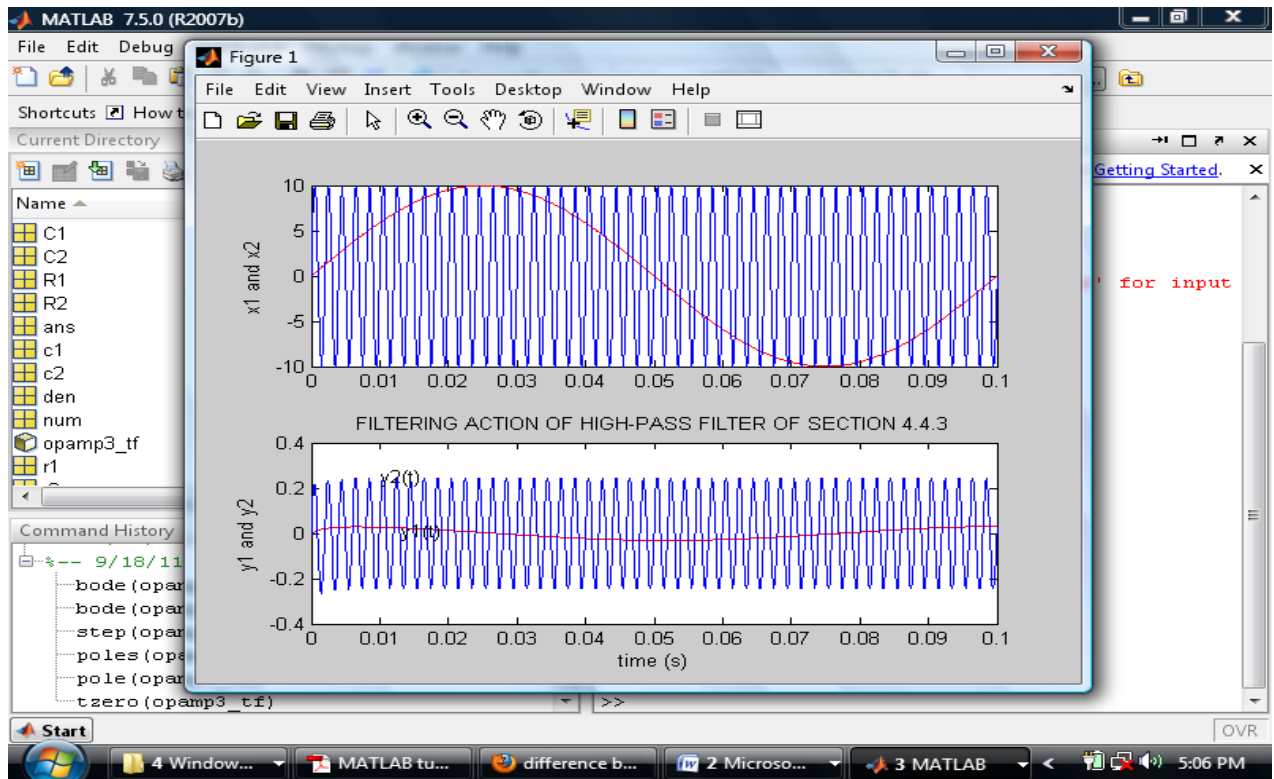 MATLAB 7.5.0 (R2007b)
File Edit Debug
Shortcuts How t
Current Directory
Getting Started.
Name
C1
C2
R1
R2
ans
c1
c2
den
num
opamp3_tf
r1
' for input
Command History
%-- 9/18/11
bode(opar
bode(opar
step(opar
poles(opa
pole(opar
tzero(opamp3_tf)
>>
Figure 1
File Edit View Insert Tools Desktop Window Help
10
5
0
-5
-10
x1 and x2
0 0.01 0.02 0.03 0.04 0.05 0.06 0.07 0.08 0.09 0.1
FILTERING ACTION OF HIGH-PASS FILTER OF SECTION 4.4.3
0.4
0.2
0
-0.2
-0.4
y1 and y2
y2(t)
y1(t)
0 0.01 0.02 0.03 0.04 0.05 0.06 0.07 0.08 0.09 0.1
time (s)
Start
OVR
4 Window...
MATLAB tu...
difference b...
2 Microso...
3 MATLAB
<
5:06 PM